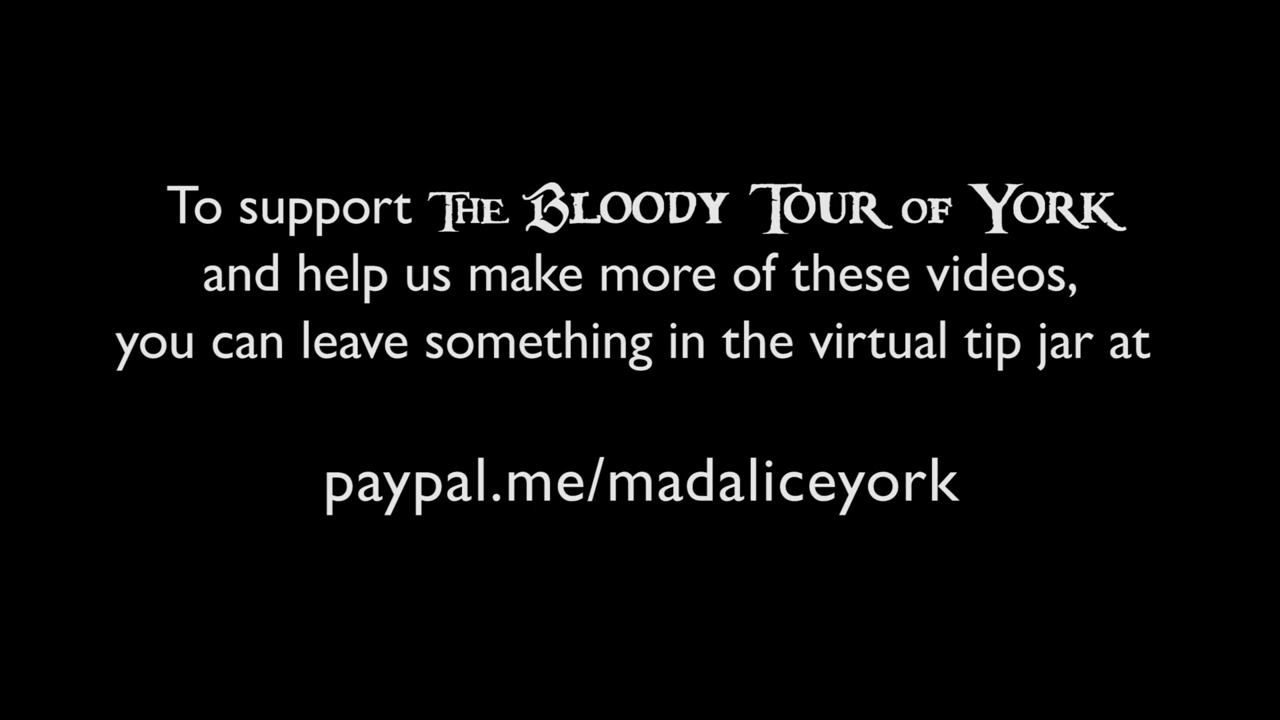 To support The Bloody Tour of York
and help us make more of these videos,
you can leave something in the virtual tip jar at
paypal.me/madaliceyork